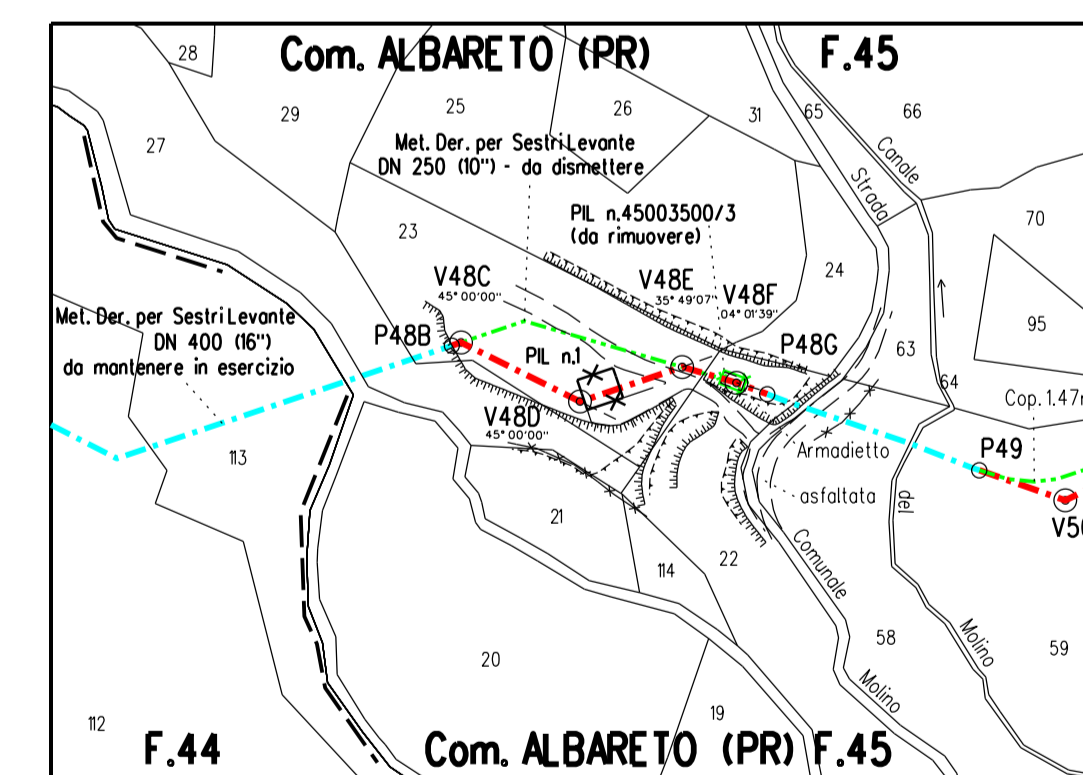 Com. ALBARETO (PR)
F.45
28
29
25
26
31
65
66
27
Met. Der. per Sestri Levante
DN 250 (10") - da dismettere
Canale
Strada
PIL n.45003500/3
(da rimuovere)
70
23
24
V48C
45° 00'00"
V48E
35° 49'07"
V48F
04° 01'39"
Met. Der. per Sestri Levante
DN 400 (16")
da mantenere in esercizio
P48B
P48G
95
63
PIL n.1
64
Cop. 1.47
V48D
45° 00'00"
Armadietto
P49
113
asfaltata
del
21
22
114
Comunale
58
Molino
59
20
Molino
19
112
F.44
Com. ALBARETO (PR) F.45